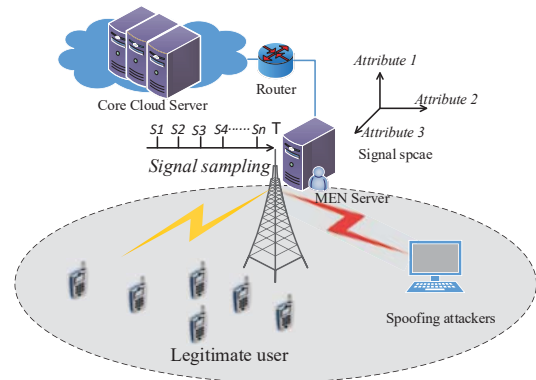 Attribute 1
Core Cloud Server
Router
Attribute 2
S1 S2 S3 S4······ Sn T
Attribute 3
Signal sampling
Signal spcae
MEN Server
Spoofing attackers
Legitimate user